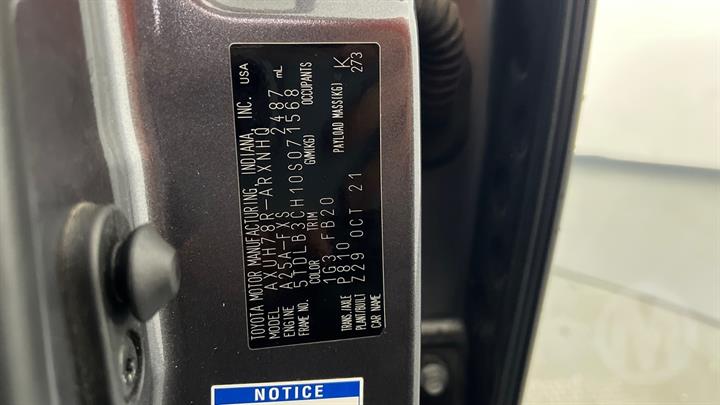 TOYOTA MOTOR MANUFACTURING, INDIANA, INC. USA
MODEL AXUH78R-ARXNHQ
ENGINE A25A-FXS 2487 mL
FRAME NO. 5TDLB3CH10S071568
COLOR TRIM GVM(KG) OCCUPANTS
1G3 FB20
TRANS./AXLE P810 PAYLOAD MASS(KG) K
PLANT/BUILT Z29 OCT 21 273
CAR NAME
NOTICE
M